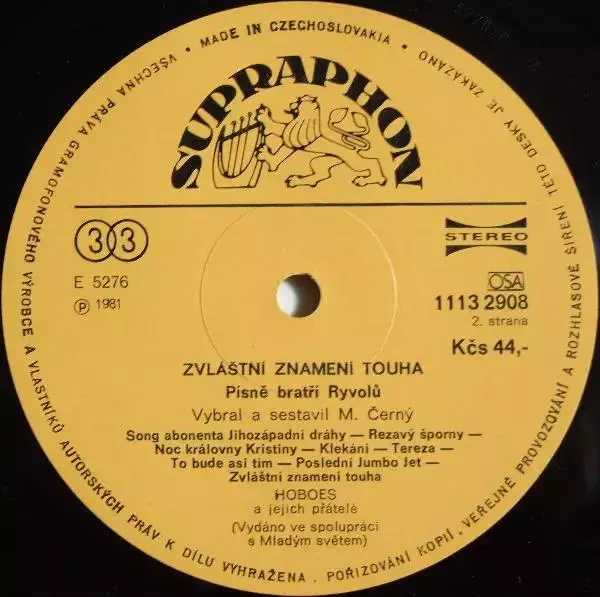 VŠECHNA PRÁVA GRAMOFONOVÉHO VÝROBCE A VLASTNÍKŮ AUTORSKÝCH PRÁV K DÍLU VYHRAŽENA. POŘIZOVÁNÍ KOPIÍ, VEŘEJNÉ PROVOZOVÁNÍ A ROZHLASOVÉ ŠÍŘENÍ TÉTO DESKY JE ZAKÁZÁNO
• MADE IN CZECHOSLOVAKIA •
SUPRAPHON
33
STEREO
E 5276
OSA
Ⓟ 1981
1113 2908
2. strana
Kčs 44,-
ZVLÁŠTNÍ ZNAMENÍ TOUHA
Písně bratří Ryvolů
Vybral a sestavil M. Černý
Song abonenta Jihozápadní dráhy — Rezavý šporny —
Noc královny Kristiny — Klekání — Tereza —
To bude asi tím — Poslední Jumbo Jet —
Zvláštní znamení touha
HOBOES
a jejich přátelé
(Vydáno ve spolupráci
s Mladým světem)